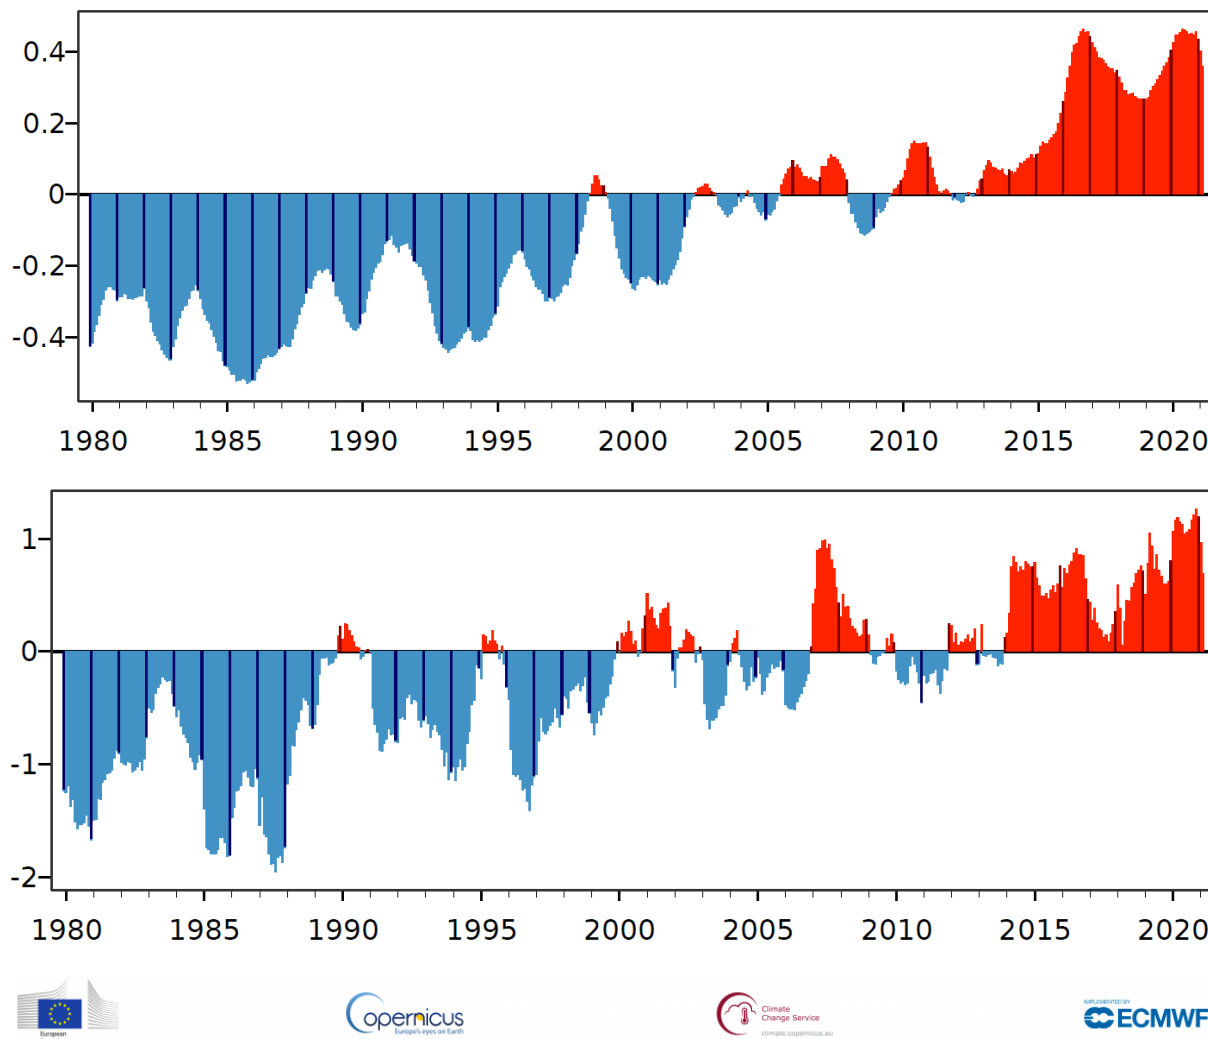 0.4
0.2
0
-0.2
-0.4
1980 1985 1990 1995 2000 2005 2010 2015 2020
1
0
-1
-2
1980 1985 1990 1995 2000 2005 2010 2015 2020
European
opernicus
Europe's eyes on Earth
Climate
Change Service
climate.copernicus.eu
IMPLEMENTED BY
ECMWF